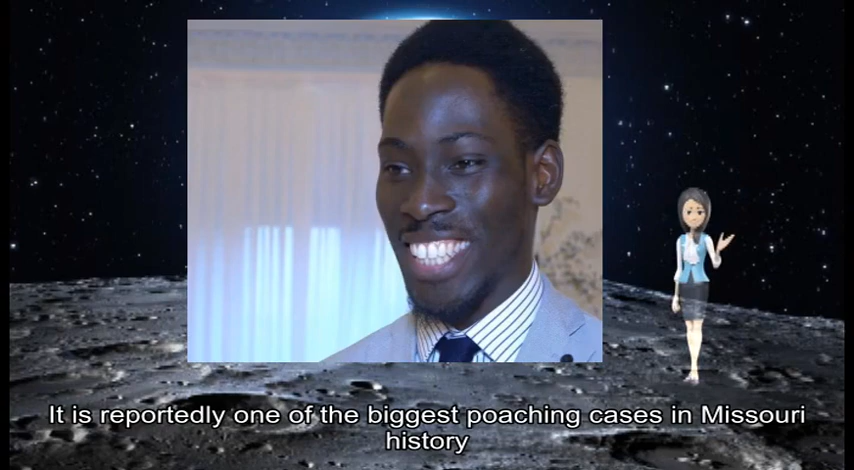 It is reportedly one of the biggest poaching cases in Missouri
history